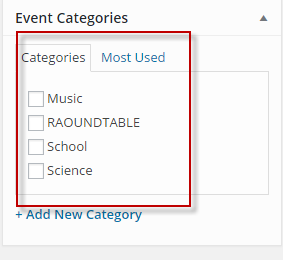 Event Categories
Categories Most Used
Music
RAOUNDTABLE
School
Science
+ Add New Category